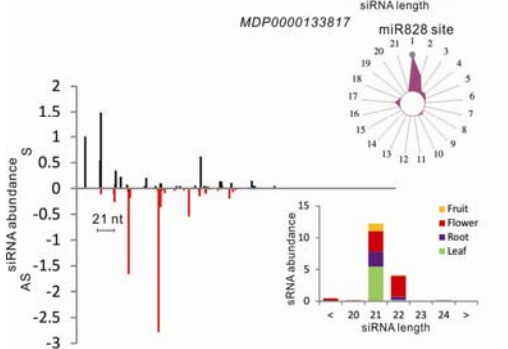 siRNA length
MDP0000133817
miR828 site
1
2
3
4
5
6
7
8
9
10
11
12
13
14
15
16
17
18
19
20
21
siRNA abundance
AS S
2
1.5
1
0.5
0
-0.5
-1
-1.5
-2
-2.5
-3
21 nt
sRNA abundance
15
10
5
0
Fruit
Flower
Root
Leaf
< 20 21 22 23 24 >
siRNA length